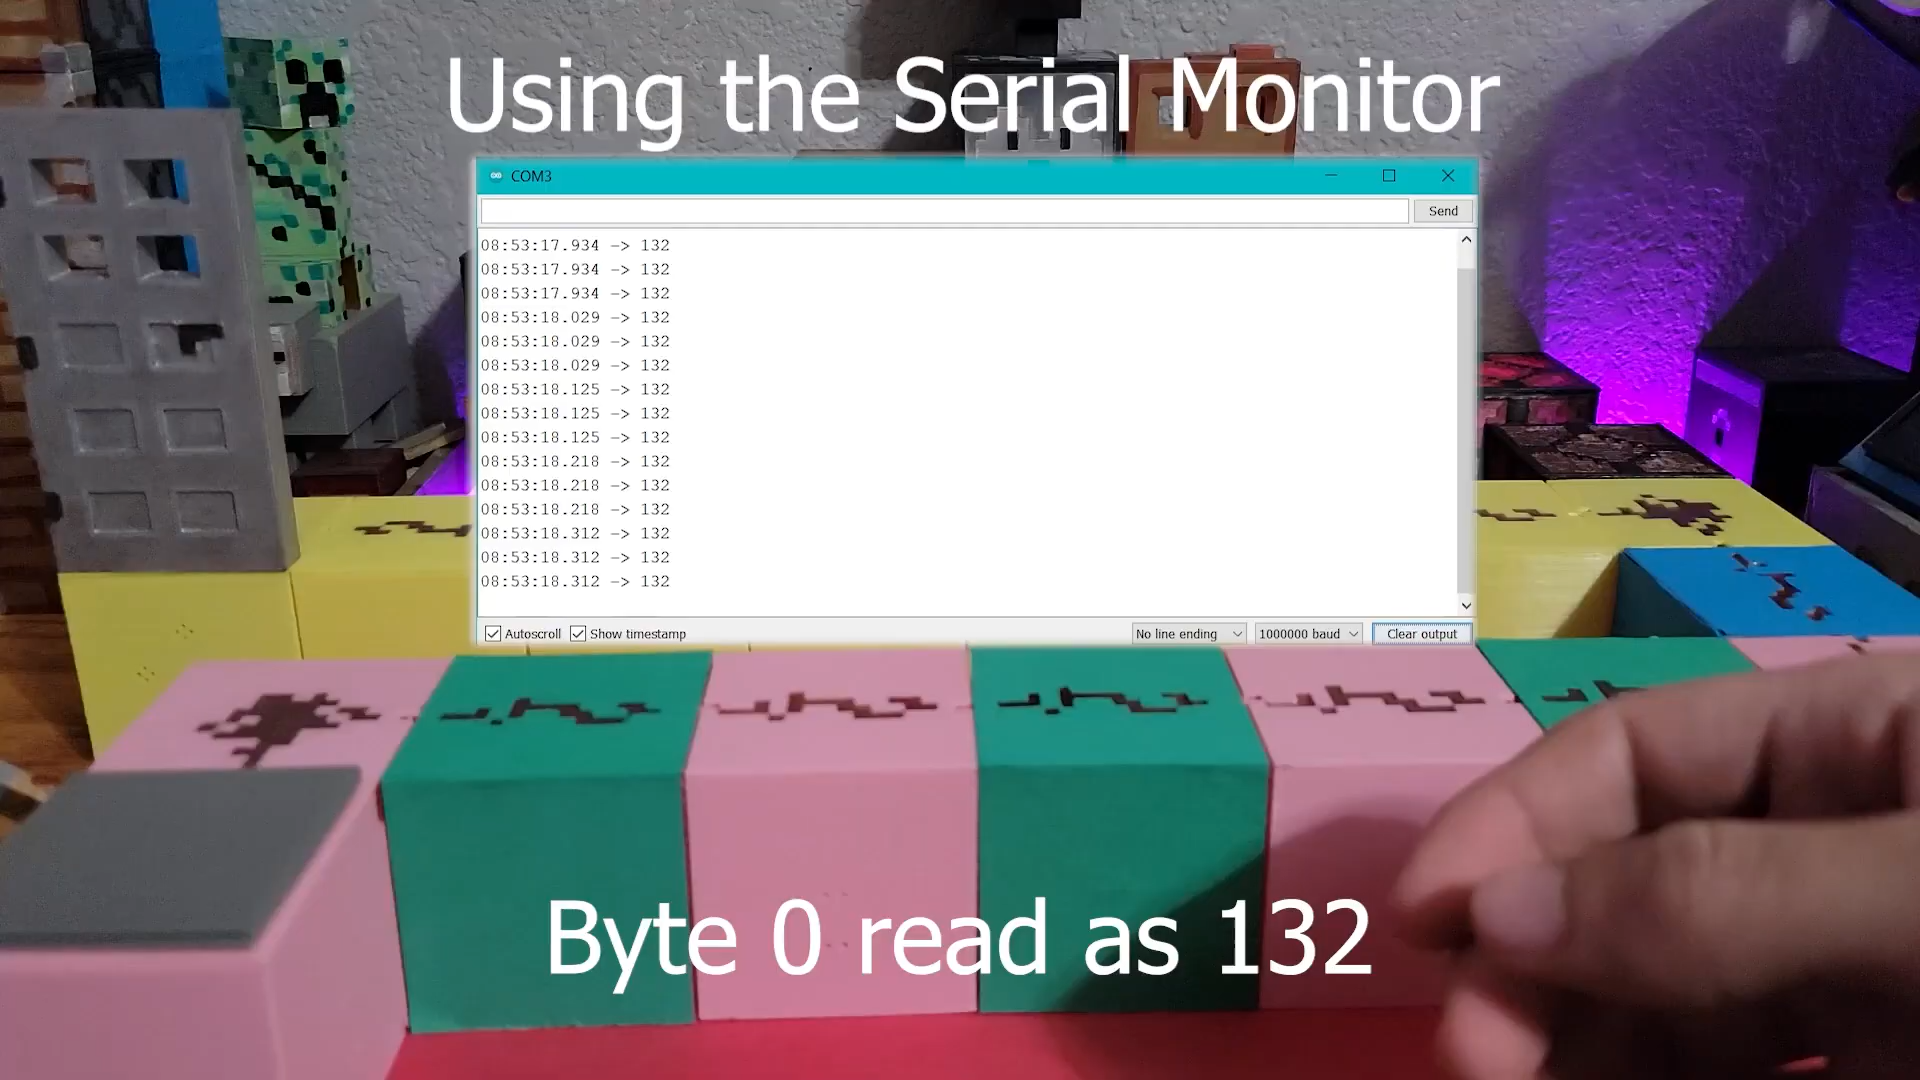 Using the Serial Monitor
COM3
Send
08:53:17.934 -> 132
08:53:17.934 -> 132
08:53:17.934 -> 132
08:53:18.029 -> 132
08:53:18.029 -> 132
08:53:18.029 -> 132
08:53:18.125 -> 132
08:53:18.125 -> 132
08:53:18.125 -> 132
08:53:18.218 -> 132
08:53:18.218 -> 132
08:53:18.218 -> 132
08:53:18.312 -> 132
08:53:18.312 -> 132
08:53:18.312 -> 132
Autoscroll Show timestamp No line ending 1000000 baud Clear output
Byte 0 read as 132